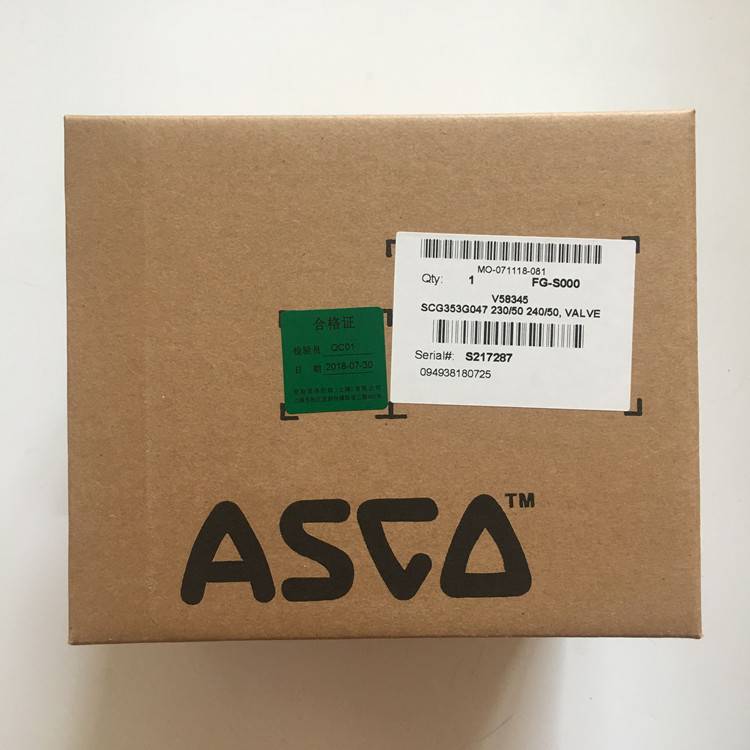 MO-071118-081
Qty: 1 FG-S000
V58345
SCG353G047 230/50 240/50, VALVE
Serial#: S217287
094938180725
合格证
检验员 QC01
日期 2018-07-30
ASCO™